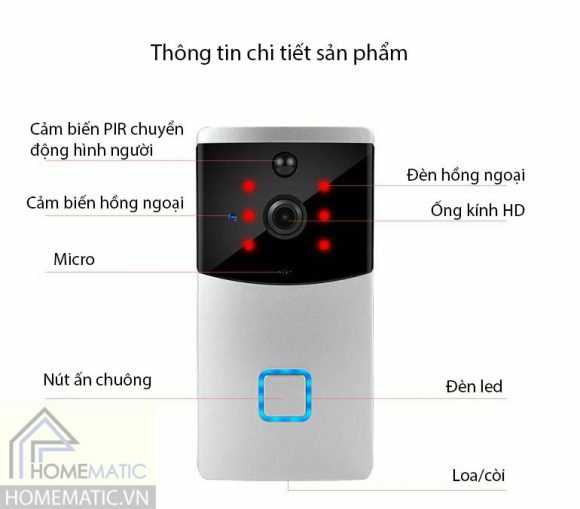 Thông tin chi tiết sản phẩm
Cảm biến PIR chuyển
động hình người
Đèn hồng ngoại
Cảm biến hồng ngoại
Ống kính HD
Micro
Nút ấn chuông
Đèn led
Loa/còi
HOMEMATIC
HOMEMATIC.VN